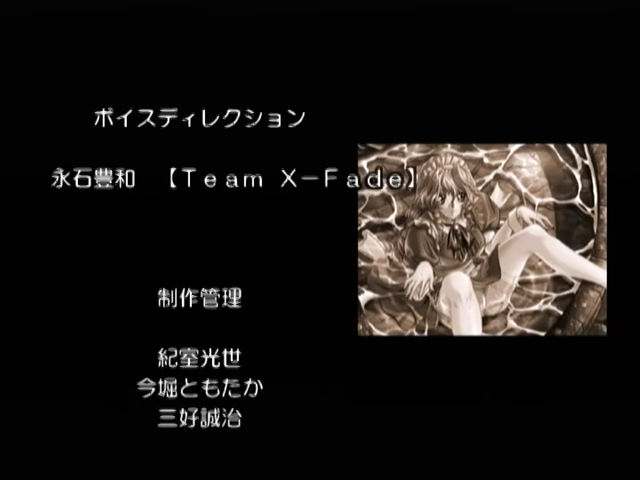 ボイスディレクション
永石豊和　【Ｔｅａｍ　Ｘ－Ｆａｄｅ】
制作管理
紀室光世
今堀ともたか
三好誠治